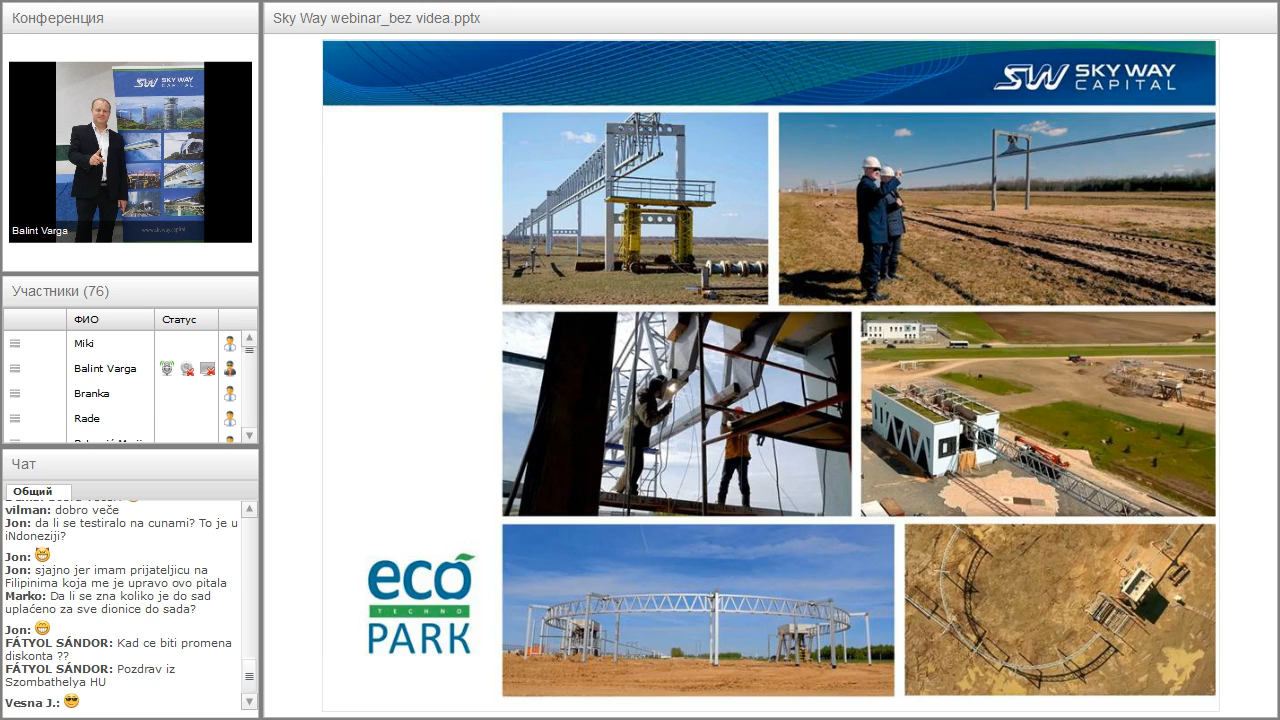 Конференция
Balint Varga
Участники (76)
ФИО
Статус
Miki
Balint Varga
Branka
Rade
Чат
Общий
vilman: dobro veče
Jon: da li se testiralo na cunami? To je u
iNdoneziji?
Jon:
Jon: sjajno jer imam prijateljicu na
Filipinima koja me je upravo ovo pitala
Marko: Da li se zna koliko je do sad
uplaćeno za sve dionice do sada?
Jon:
FÁTYOL SÁNDOR: Kad ce biti promena
diskonta ??
FÁTYOL SÁNDOR: Pozdrav iz
Szombathelya HU
Vesna J.:
Sky Way webinar_bez videa.pptx
SW SKY WAY
CAPITAL
SW SKY WAY
CAPITAL
eco
TECHNO
PARK